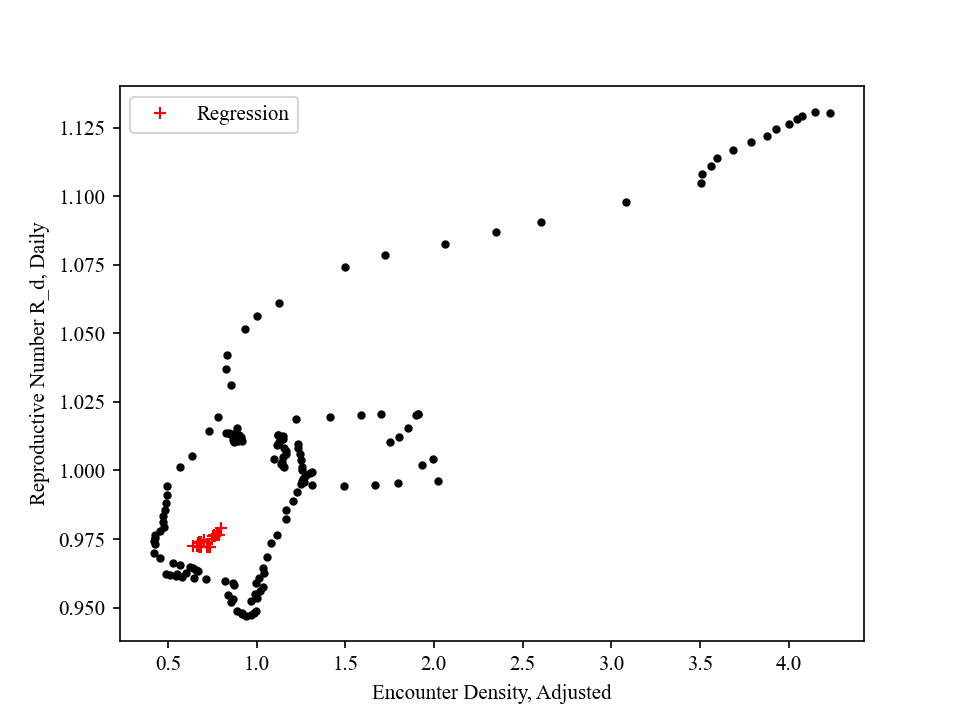 Regression
1.125
1.100
1.075
1.050
1.025
1.000
0.975
0.950
Reproductive Number R_d, Daily
0.5 1.0 1.5 2.0 2.5 3.0 3.5 4.0
Encounter Density, Adjusted